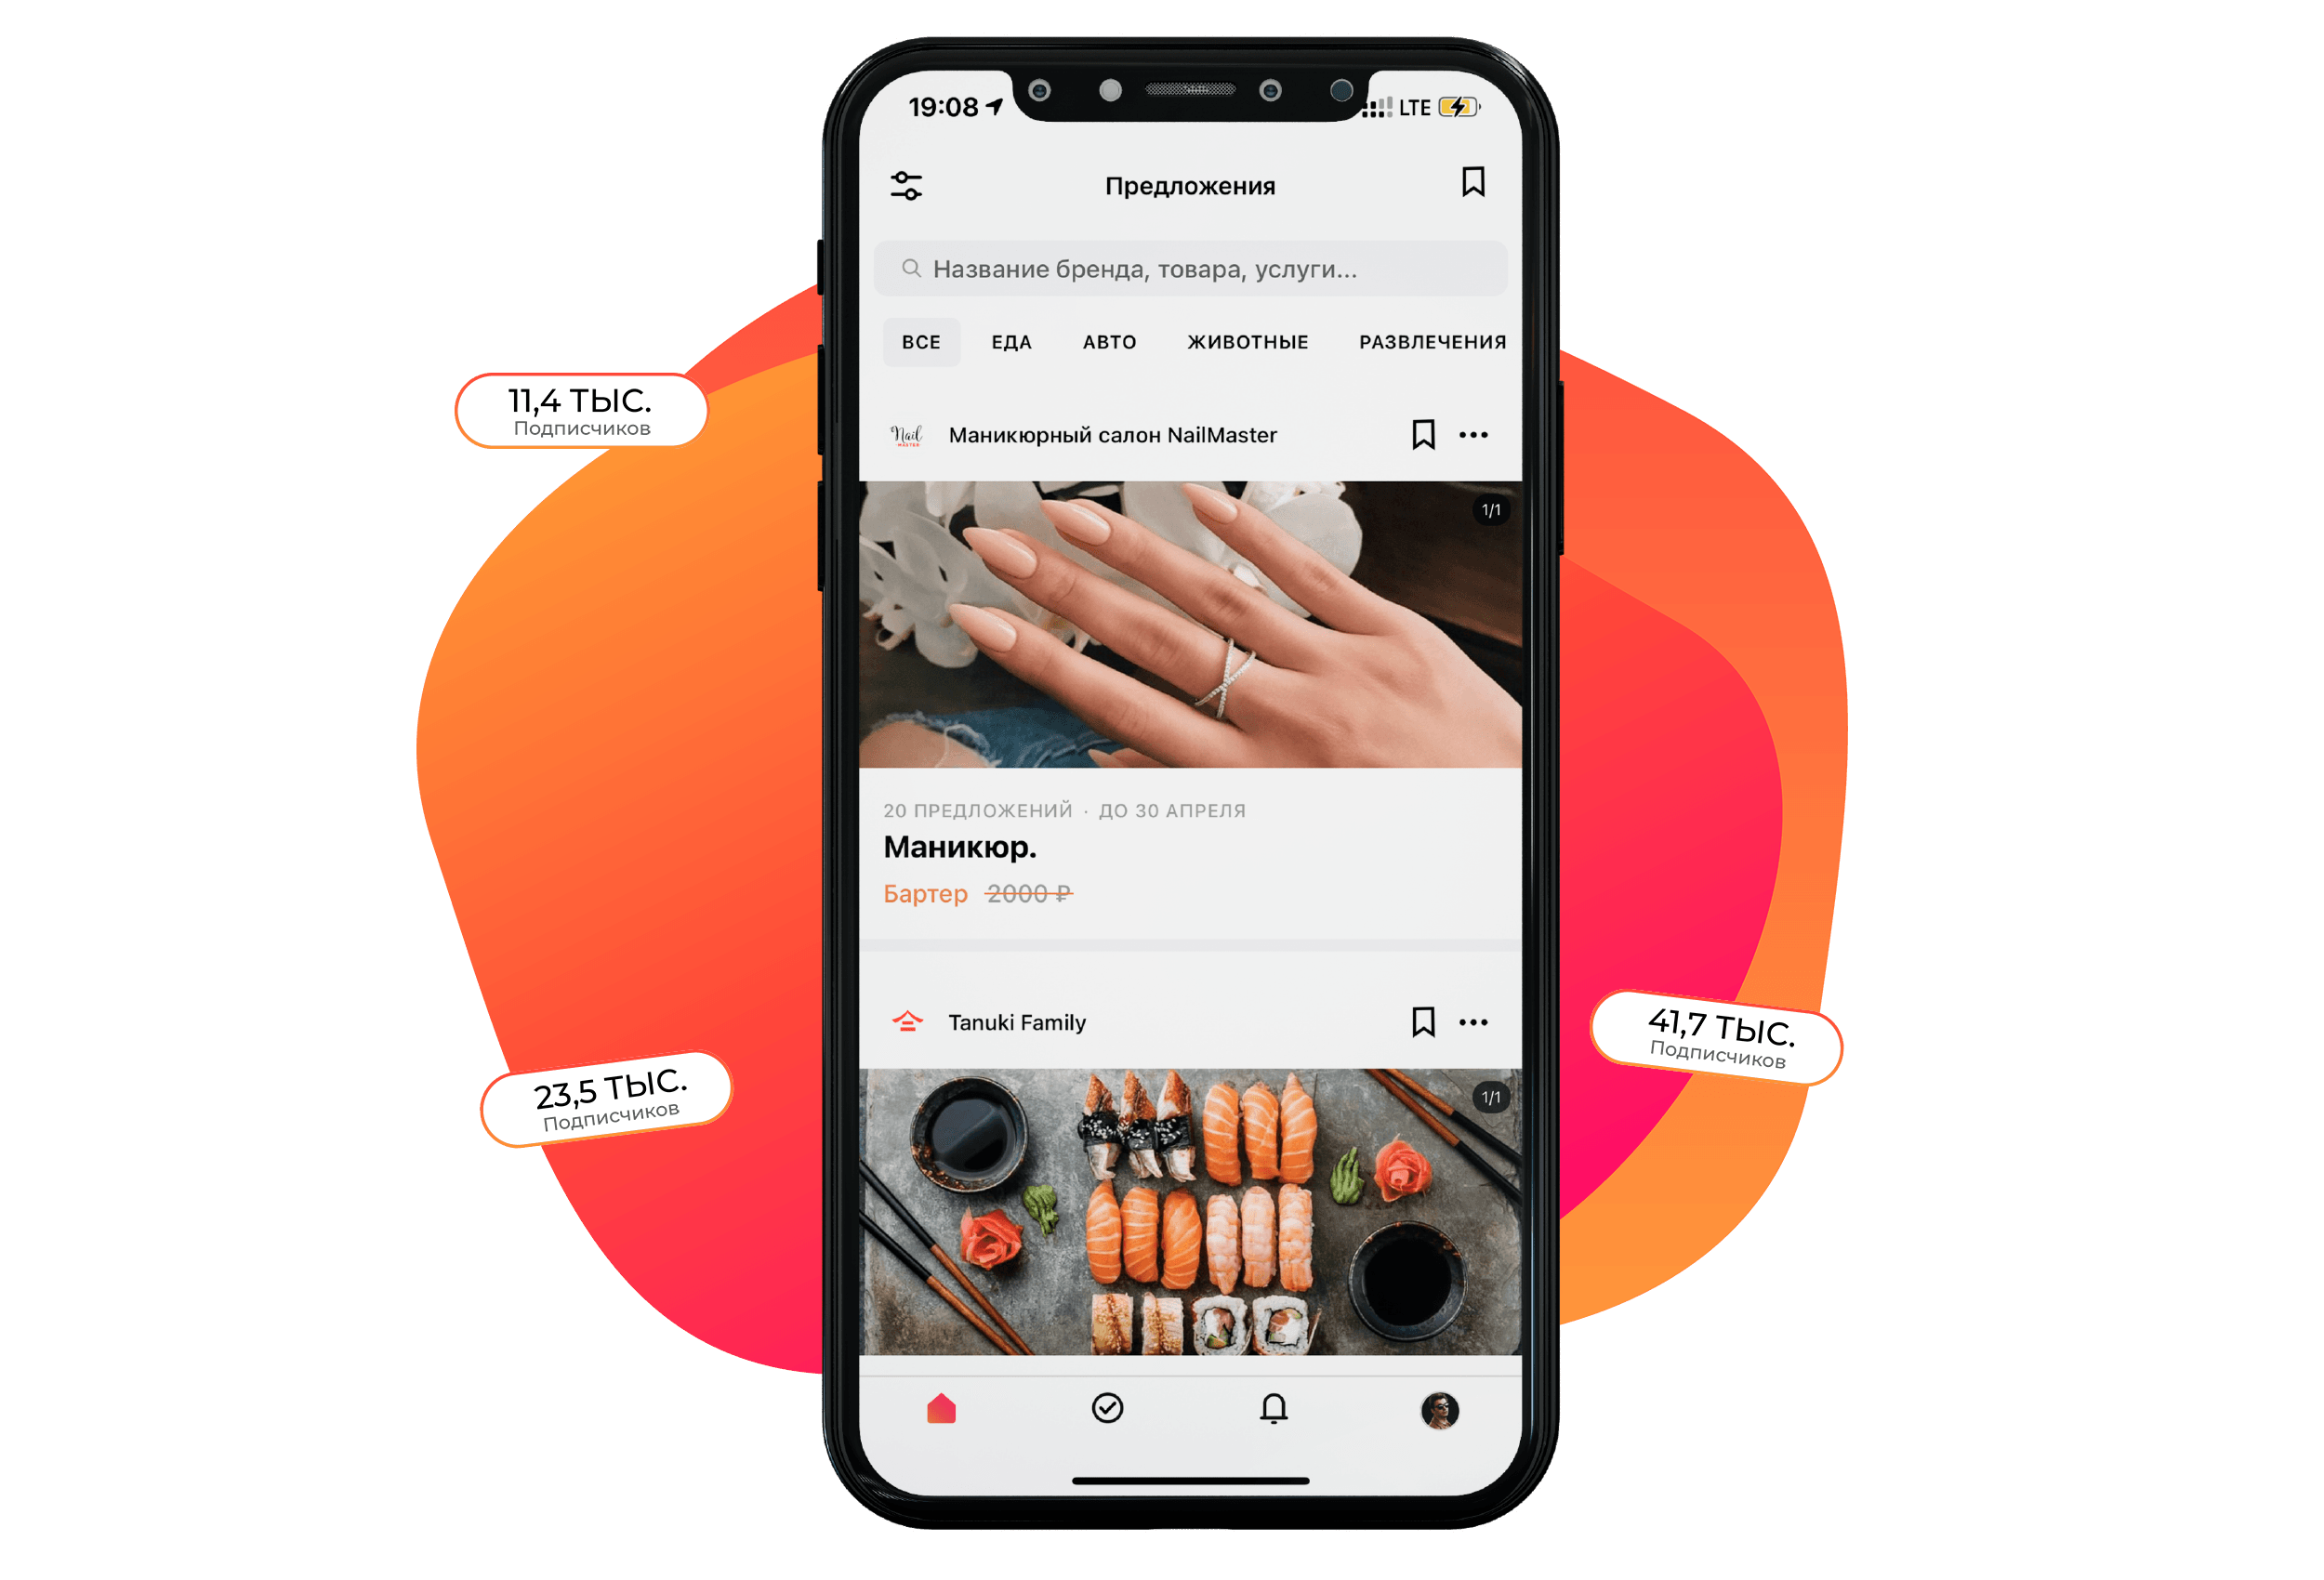 19:08
LTE
Предложения
Название бренда, товара, услуги...
ВСЕ ЕДА АВТО ЖИВОТНЫЕ РАЗВЛЕЧЕНИЯ
11,4 ТЫС.
Подписчиков
Nail
MASTER
Маникюрный салон NailMaster
1/1
20 ПРЕДЛОЖЕНИЙ · ДО 30 АПРЕЛЯ
Маникюр.
Бартер 2000 ₽
Tanuki Family
41,7 ТЫС.
Подписчиков
23,5 ТЫС.
Подписчиков
1/1